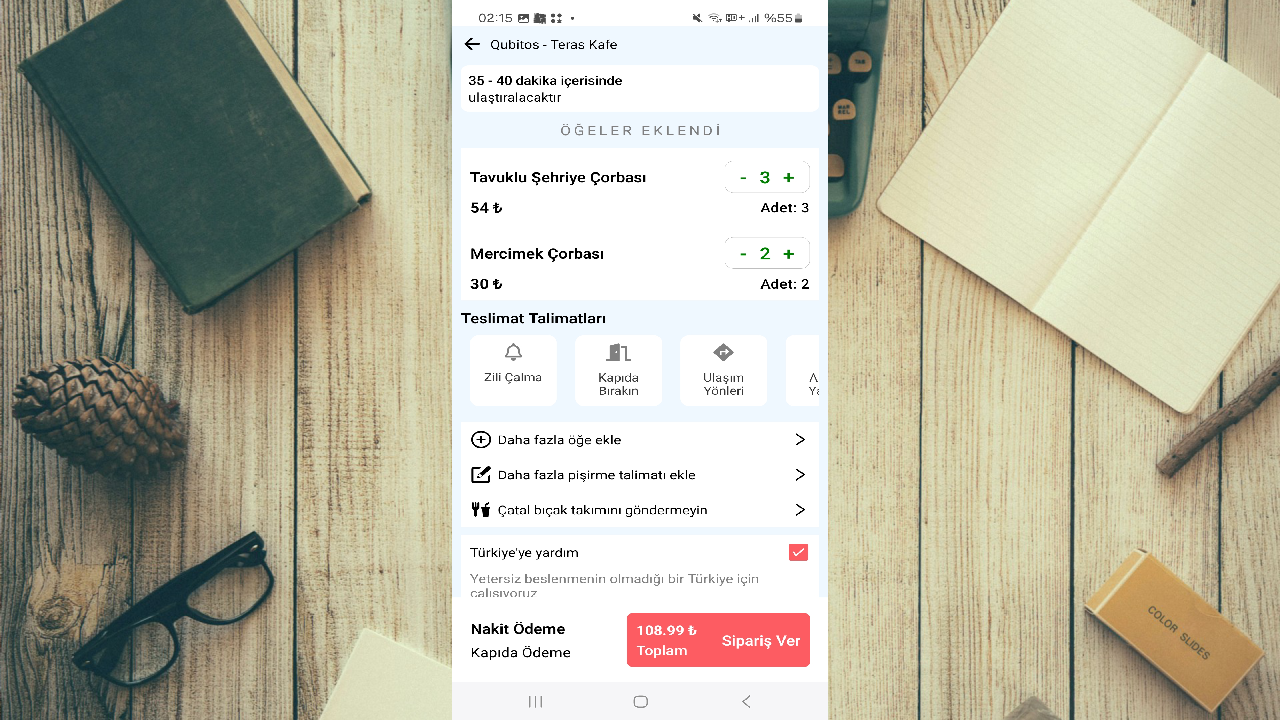 02:15 %55
Qubitos - Teras Kafe
35 - 40 dakika içerisinde
ulaştıralacaktır
ÖĞELER EKLENDİ
Tavuklu Şehriye Çorbası
- 3 +
54 ₺
Adet: 3
Mercimek Çorbası
- 2 +
30 ₺
Adet: 2
Teslimat Talimatları
Zili Çalma
Kapıda
Bırakın
Ulaşım
Yönleri
Daha fazla öğe ekle
Daha fazla pişirme talimatı ekle
Çatal bıçak takımını göndermeyin
Türkiye'ye yardım
Yetersiz beslenmenin olmadığı bir Türkiye için
çalışıyoruz
Nakit Ödeme
Kapıda Ödeme
108.99 ₺
Toplam
Sipariş Ver
COLOR SLIDES